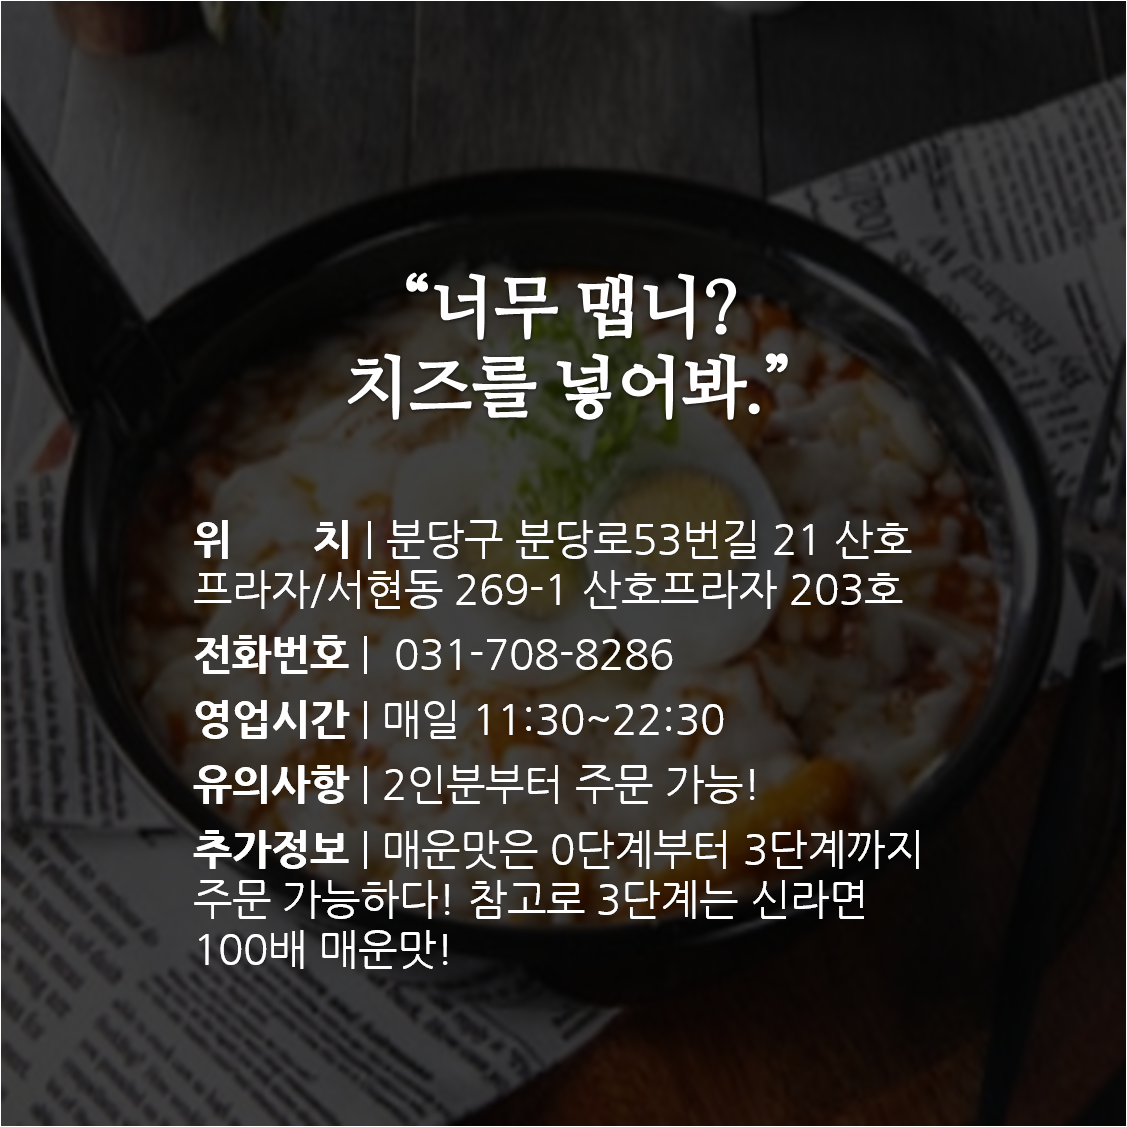 “너무 맵니?
치즈를 넣어봐.”
위 치 | 분당구 분당로53번길 21 산호
프라자/서현동 269-1 산호프라자 203호
전화번호 | 031-708-8286
영업시간 | 매일 11:30~22:30
유의사항 | 2인분부터 주문 가능!
추가정보 | 매운맛은 0단계부터 3단계까지
주문 가능하다! 참고로 3단계는 신라면
100배 매운맛!